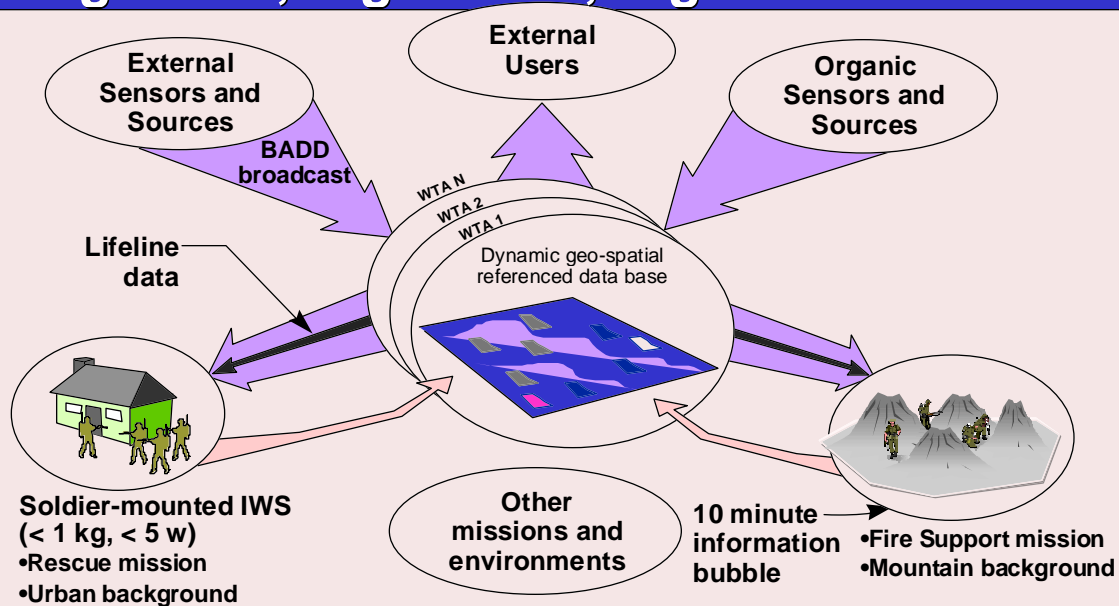 External
Users
External
Sensors and
Sources
Organic
Sensors and
Sources
BADD
broadcast
WTA N
WTA 2
WTA 1
Dynamic geo-spatial
referenced data base
Lifeline
data
Soldier-mounted IWS
(< 1 kg, < 5 w)
•Rescue mission
•Urban background
Other
missions and
environments
10 minute
information
bubble
•Fire Support mission
•Mountain background